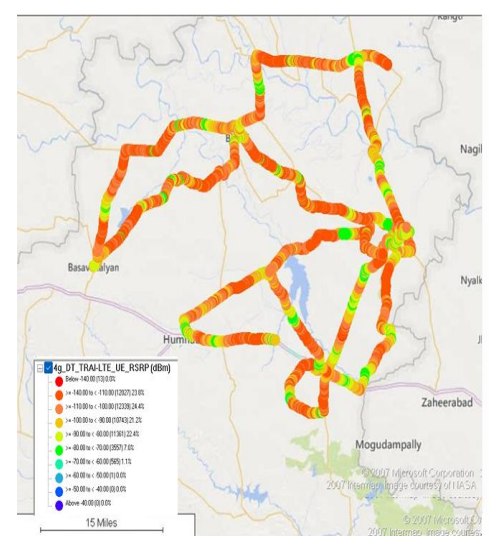 Kangti
Nagil
B
Basav alyan
Nyalk
Humn
4g_DT_TRAI-LTE_UE_RSRP (dBm)
Below -140.00 (13) 0.0%
>= -140.00 to < -110.00 (12027) 23.8%
>= -110.00 to < -100.00 (12339) 24.4%
>= -100.00 to < -90.00 (10743) 21.2%
>= -90.00 to < -80.00 (11361) 22.4%
>= -80.00 to < -70.00 (3557) 7.0%
>= -70.00 to < -60.00 (565) 1.1%
>= -60.00 to < -50.00 (1) 0.0%
>= -50.00 to < -40.00 (0) 0.0%
Above -40.00 (0) 0.0%
Zaheerabad
Mogudampally
15 Miles
©2007 Microsoft Corporation
2007 Intermap Image courtesy of NASA
© 2007 Microsoft
2007 Intermap Image courtesy